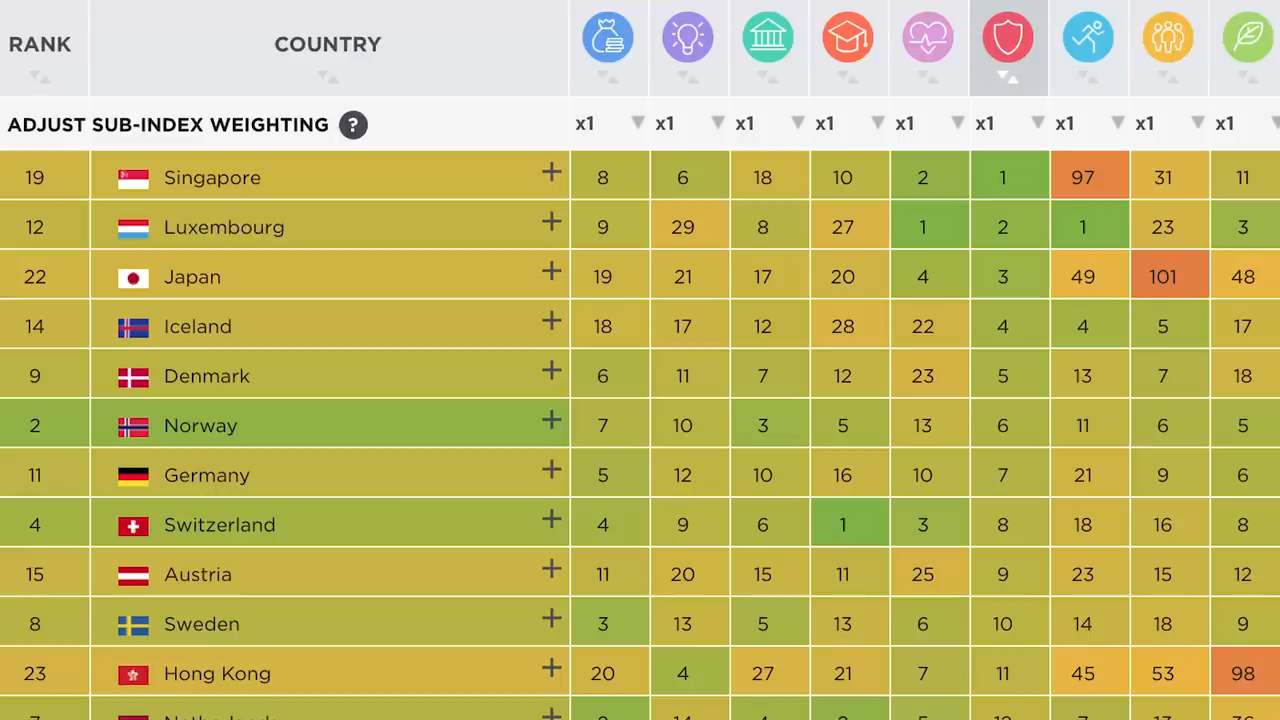 RANK COUNTRY
ADJUST SUB-INDEX WEIGHTING ? x1 x1 x1 x1 x1 x1 x1 x1 x1
19 Singapore + 8 6 18 10 2 1 97 31 11
12 Luxembourg + 9 29 8 27 1 2 1 23 3
22 Japan + 19 21 17 20 4 3 49 101 48
14 Iceland + 18 17 12 28 22 4 4 5 17
9 Denmark + 6 11 7 12 23 5 13 7 18
2 Norway + 7 10 3 5 13 6 11 6 5
11 Germany + 5 12 10 16 10 7 21 9 6
4 Switzerland + 4 9 6 1 3 8 18 16 8
15 Austria + 11 20 15 11 25 9 23 15 12
8 Sweden + 3 13 5 13 6 10 14 18 9
23 Hong Kong + 20 4 27 21 7 11 45 53 98